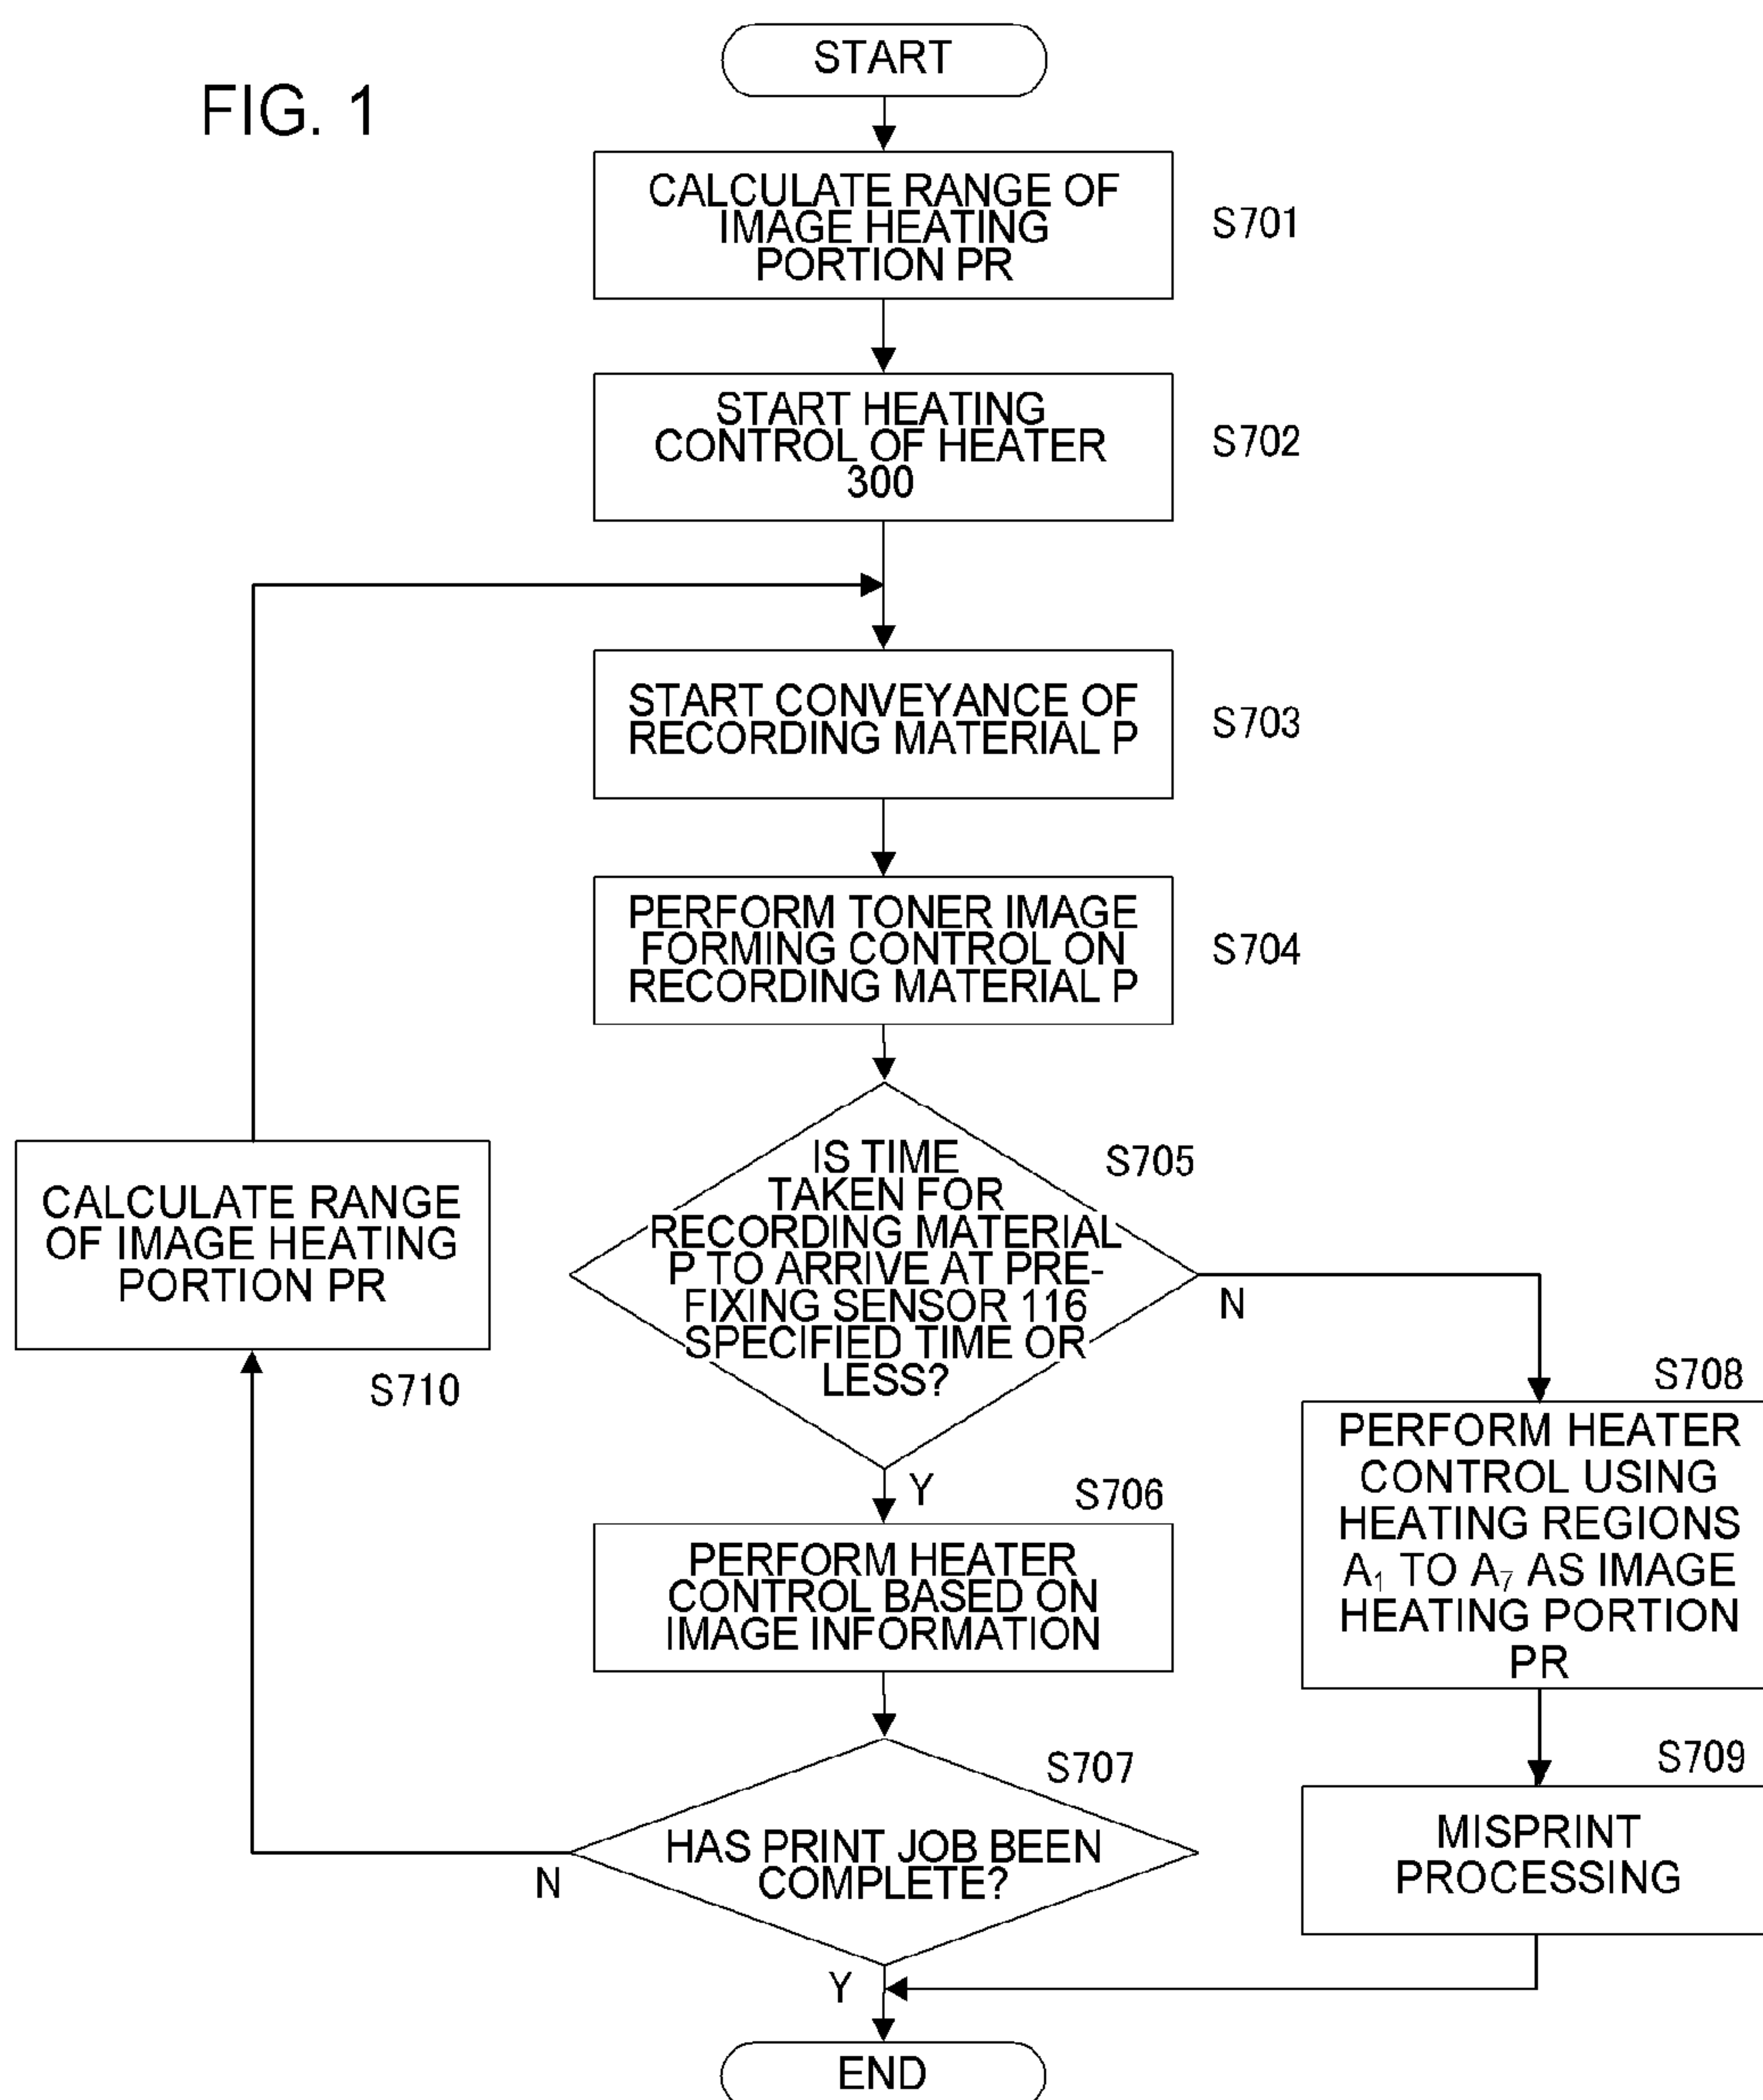 FIG. 1
START
CALCULATE RANGE OF
IMAGE HEATING
PORTION PR
S701
START HEATING
CONTROL OF HEATER
300
S702
START CONVEYANCE OF
RECORDING MATERIAL P
S703
PERFORM TONER IMAGE
FORMING CONTROL ON
RECORDING MATERIAL P
S704
IS TIME
TAKEN FOR
RECORDING MATERIAL
P TO ARRIVE AT PRE-
FIXING SENSOR 116
SPECIFIED TIME OR
LESS?
S705
N
Y
CALCULATE RANGE
OF IMAGE HEATING
PORTION PR
S710
PERFORM HEATER
CONTROL BASED ON
IMAGE INFORMATION
S706
S708
PERFORM HEATER
CONTROL USING
HEATING REGIONS
A₁ TO A₇ AS IMAGE
HEATING PORTION
PR
HAS PRINT JOB BEEN
COMPLETE?
S707
N
Y
S709
MISPRINT
PROCESSING
END